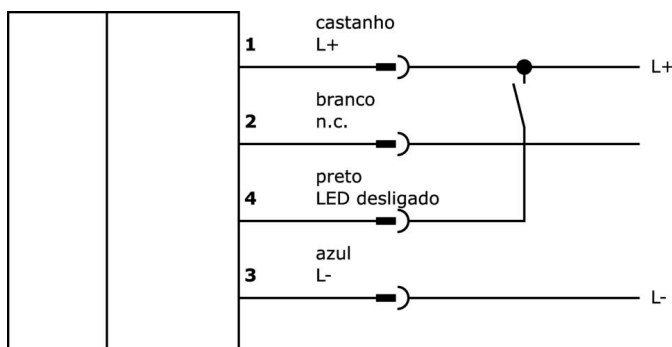 castanho
1 L+ L+
branco
2 n.c.
preto
4 LED desligado
azul
3 L- L-